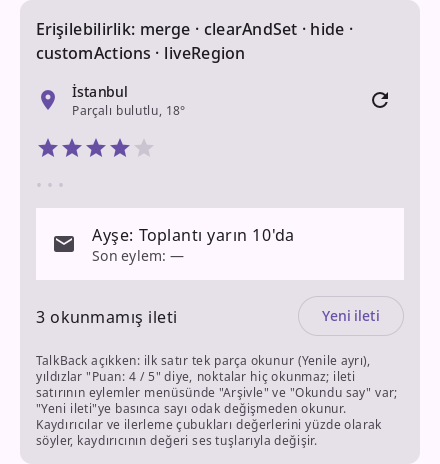 Erişilebilirlik: merge · clearAndSet · hide ·
customActions · liveRegion
İstanbul
Parçalı bulutlu, 18°
Ayşe: Toplantı yarın 10'da
Son eylem: —
3 okunmamış ileti
Yeni ileti
TalkBack açıkken: ilk satır tek parça okunur (Yenile ayrı),
yıldızlar "Puan: 4 / 5" diye, noktalar hiç okunmaz; ileti
satırının eylemler menüsünde "Arşivle" ve "Okundu say" var;
"Yeni ileti"ye basınca sayı odak değişmeden okunur.
Kaydırıcılar ve ilerleme çubukları değerlerini yüzde olarak
söyler, kaydırıcının değeri ses tuşlarıyla değişir.